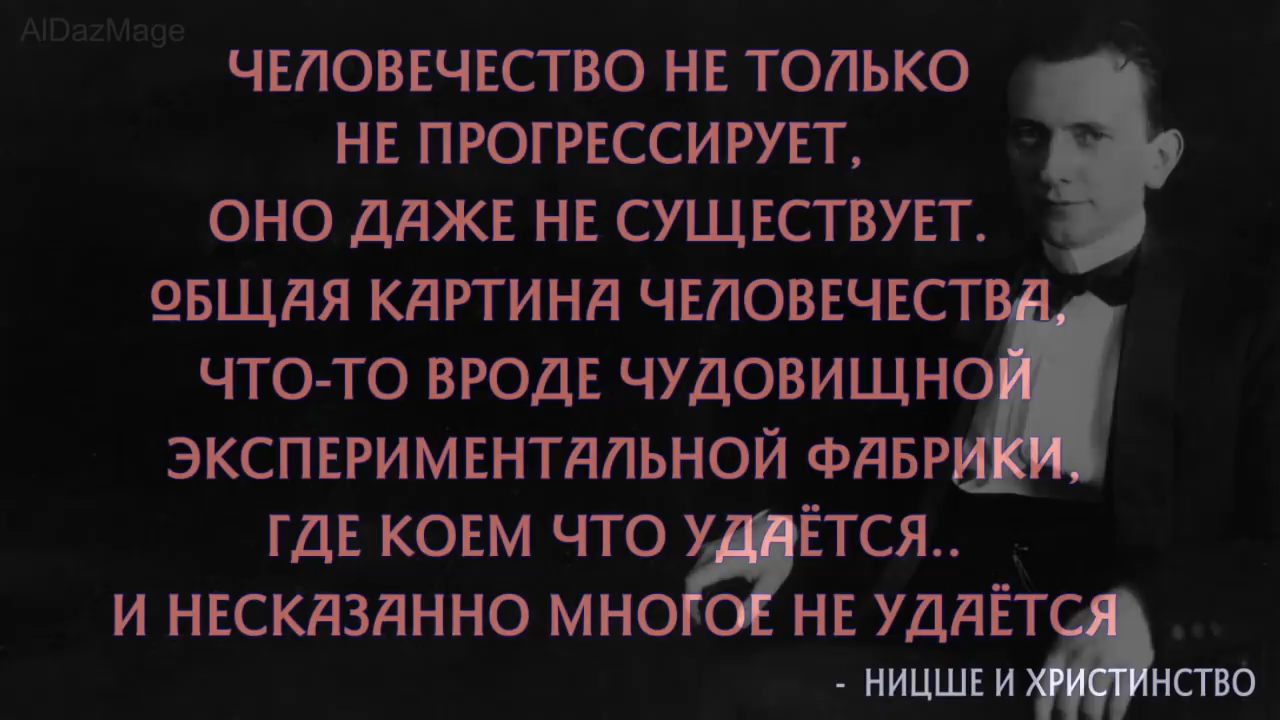 AlDazMage
ЧЕЛОВЕЧЕСТВО НЕ ТОЛЬКО
НЕ ПРОГРЕССИРУЕТ,
ОНО ДАЖЕ НЕ СУЩЕСТВУЕТ.
ОБЩАЯ КАРТИНА ЧЕЛОВЕЧЕСТВА,
ЧТО-ТО ВРОДЕ ЧУДОВИЩНОЙ
ЭКСПЕРИМЕНТАЛЬНОЙ ФАБРИКИ,
ГДЕ КОЕМ ЧТО УДАЁТСЯ..
И НЕСКАЗАННО МНОГОЕ НЕ УДАЁТСЯ
- НИЦШЕ И ХРИСТИНСТВО